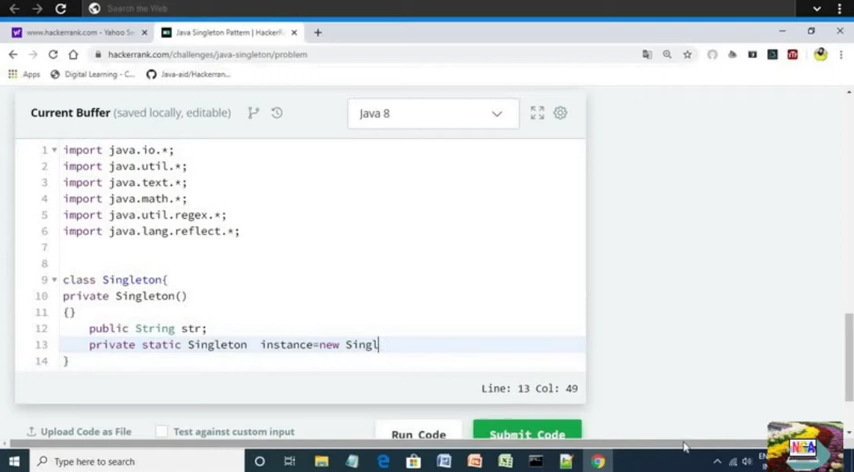 Search the Web
www.hackerrank.com - Yahoo S
Java Singleton Pattern | HackerR
hackerrank.com/challenges/java-singleton/problem
Apps Digital Learning - C... Java-aid/Hackerran...
Current Buffer (saved locally, editable)
Java 8
1 import java.io.*;
2 import java.util.*;
3 import java.text.*;
4 import java.math.*;
5 import java.util.regex.*;
6 import java.lang.reflect.*;
7
8
9 class Singleton{
10 private Singleton()
11 {}
12 public String str;
13 private static Singleton  instance=new Singl
14 }
Line: 13 Col: 49
Upload Code as File Test against custom input Run Code Submit Code
Type here to search
ENG
NGA